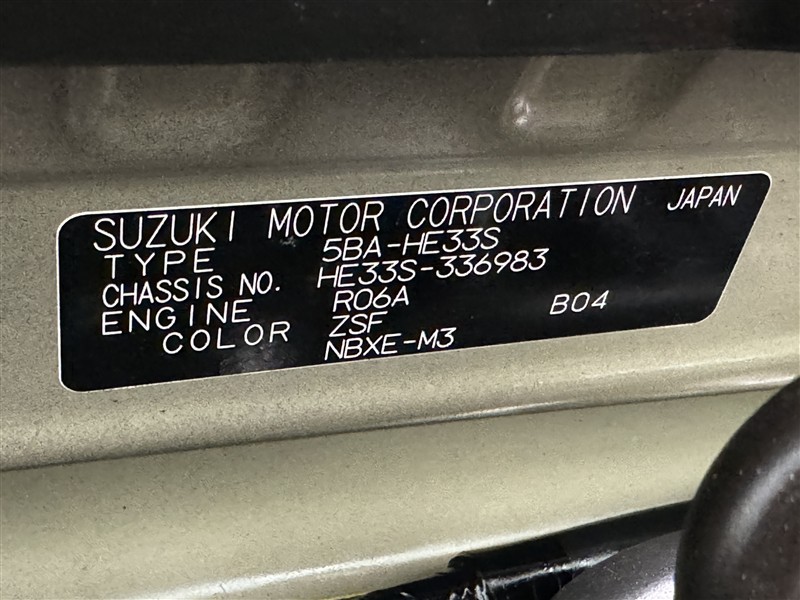 SUZUKI MOTOR CORPORATION JAPAN
TYPE 5BA-HE33S
CHASSIS NO. HE33S-336983
ENGINE R06A
COLOR ZSF B04
NBXE-M3